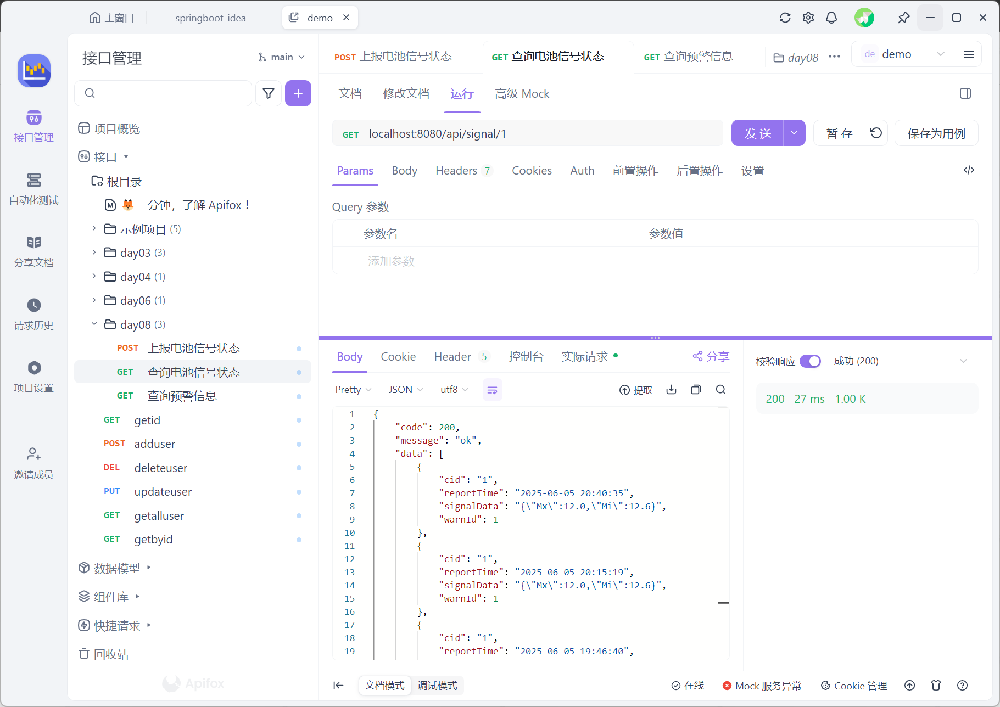 主窗口
springboot_idea
demo
接口管理
main
接口管理
自动化测试
分享文档
请求历史
项目设置
邀请成员
项目概览
接口
根目录
一分钟，了解 Apifox！
示例项目 (5)
day03 (3)
day04 (1)
day06 (1)
day08 (3)
POST 上报电池信号状态
GET 查询电池信号状态
GET 查询预警信息
GET getid
POST adduser
DEL deleteuser
PUT updateuser
GET getalluser
GET getbyid
数据模型
组件库
快捷请求
回收站
Apifox
POST 上报电池信号状态
GET 查询电池信号状态
GET 查询预警信息
day08
de demo
文档 修改文档 运行 高级 Mock
GET localhost:8080/api/signal/1
发 送
暂 存
保存为用例
Params Body Headers 7 Cookies Auth 前置操作 后置操作 设置
Query 参数
参数名 参数值
添加参数
Body Cookie Header 5 控制台 实际请求
分享
Pretty JSON utf8
提取
1 {
2 "code": 200,
3 "message": "ok",
4 "data": [
5 {
6 "cid": "1",
7 "reportTime": "2025-06-05 20:40:35",
8 "signalData": "{\"Mx\":12.0,\"Mi\":12.6}",
9 "warnId": 1
10 },
11 {
12 "cid": "1",
13 "reportTime": "2025-06-05 20:15:19",
14 "signalData": "{\"Mx\":12.0,\"Mi\":12.6}",
15 "warnId": 1
16 },
17 {
18 "cid": "1",
19 "reportTime": "2025-06-05 19:46:40",
校验响应 成功 (200)
200 27 ms 1.00 K
文档模式 调试模式
在线
Mock 服务异常
Cookie 管理